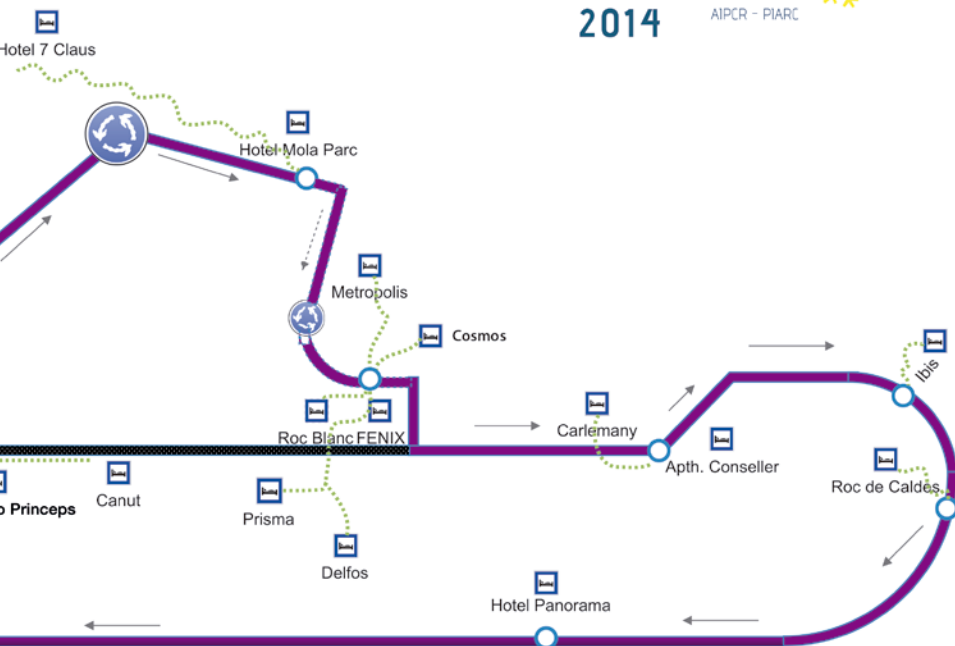 2014
AIPCR - PIARC
Hotel 7 Claus
Hotel Mola Parc
Metropolis
Cosmos
Roc Blanc
FENIX
Carlemany
Apth. Conseller
Ibis
Roc de Caldes
Princeps
Canut
Prisma
Delfos
Hotel Panorama